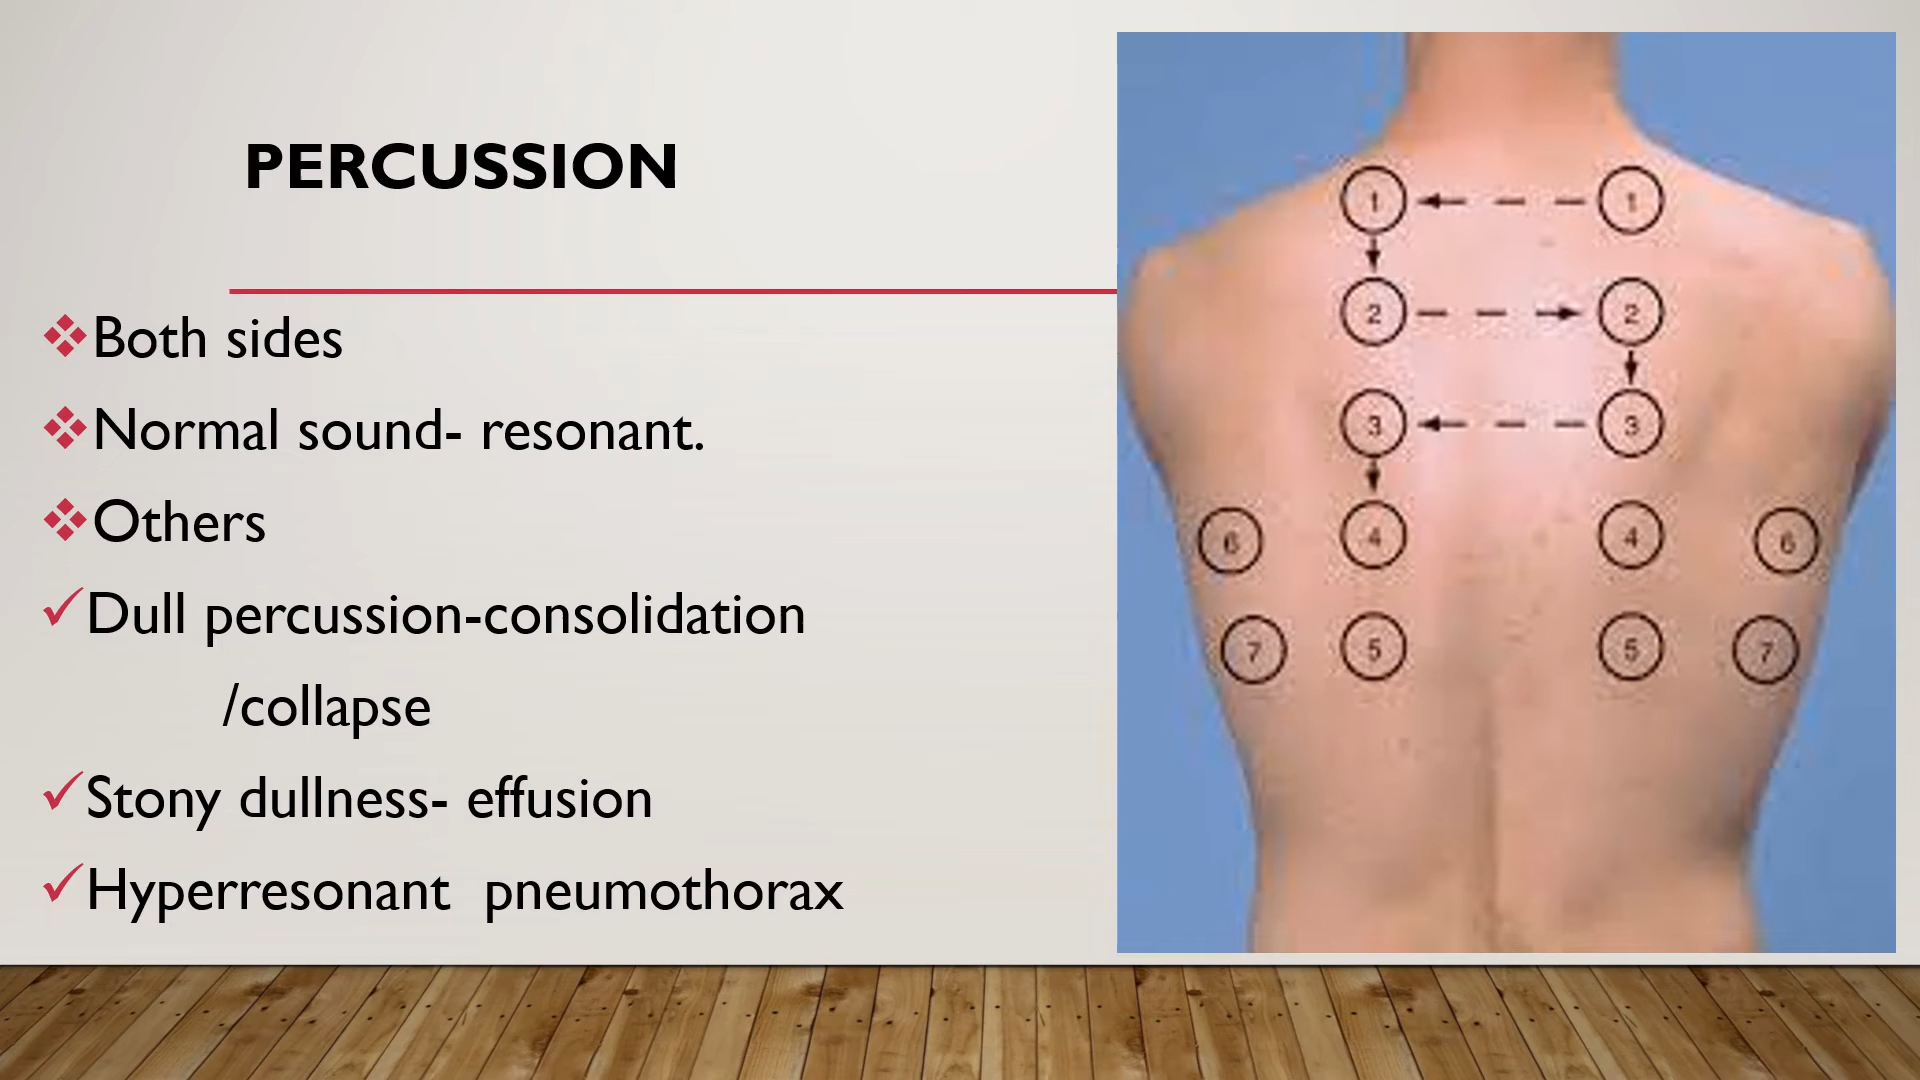 PERCUSSION
Both sides
Normal sound- resonant.
Others
Dull percussion-consolidation
/collapse
Stony dullness- effusion
Hyperresonant  pneumothorax
1 1
2 2
3 3
6 4 4 6
7 5 5 7